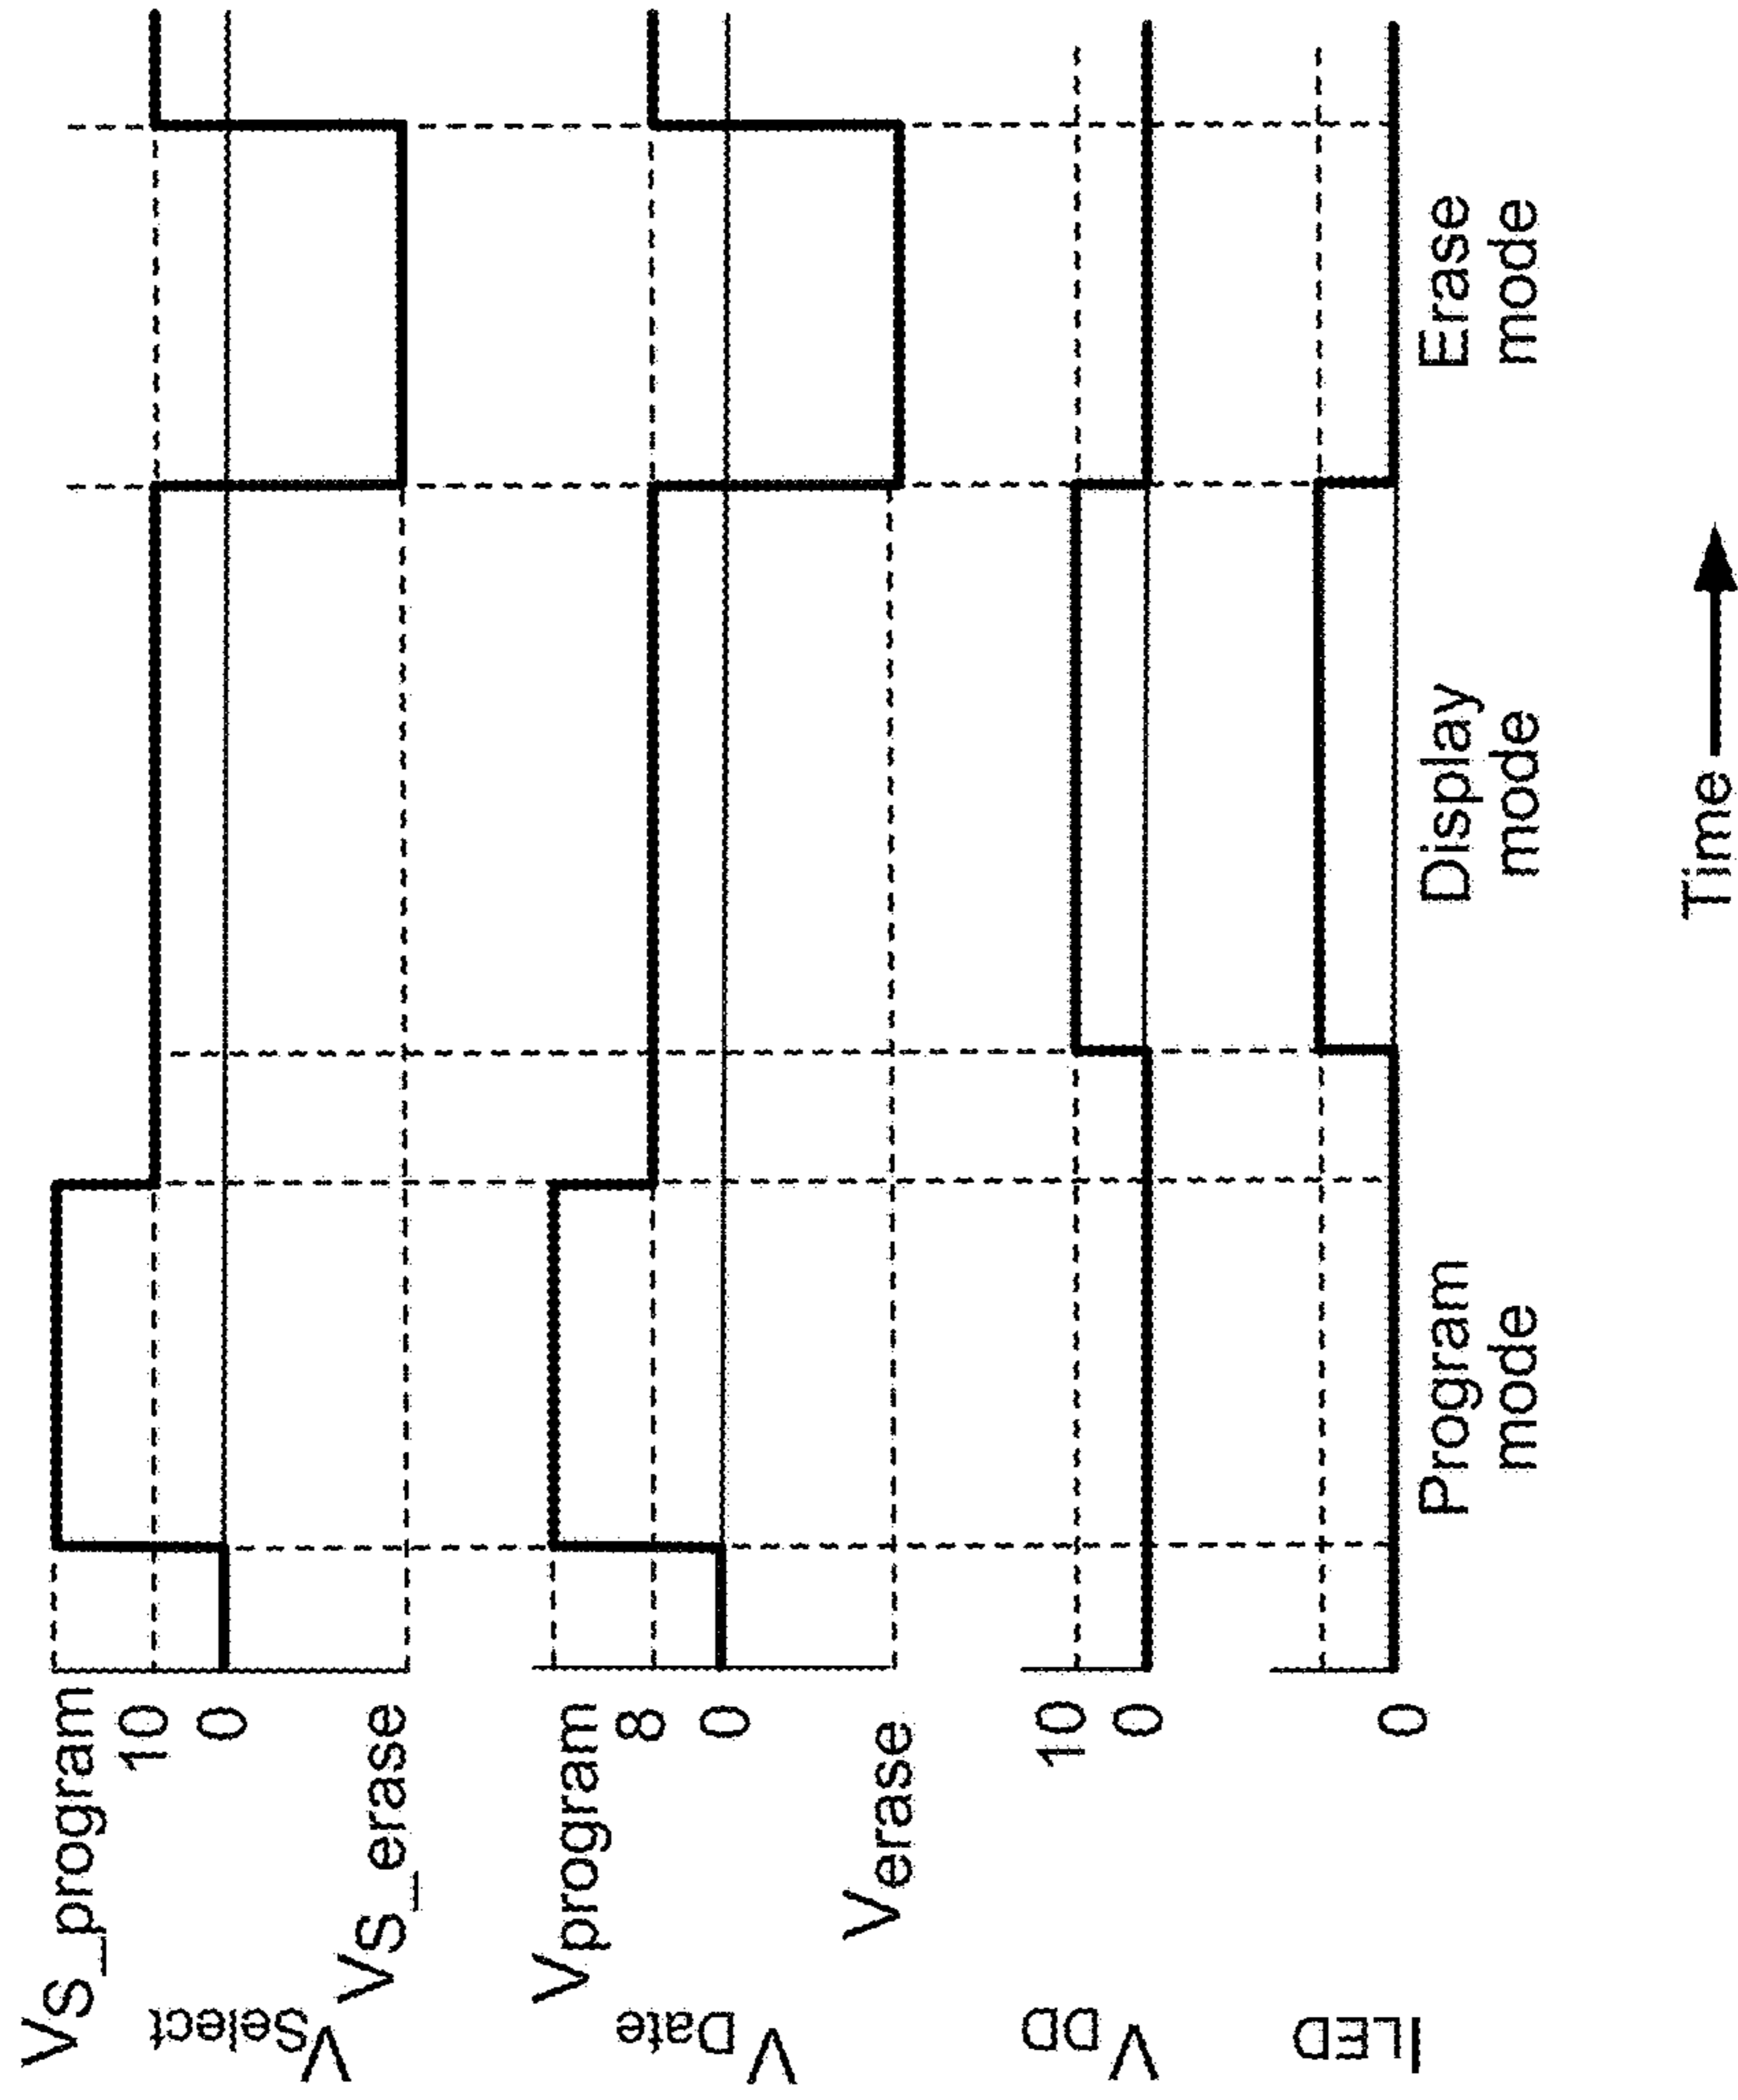 VS_program
10
0
VS_erase
VSelect
Vprogram
8
0
Verase
VDate
10
0
VDD
0
ILED
Program
mode
Display
mode
Erase
mode
Time